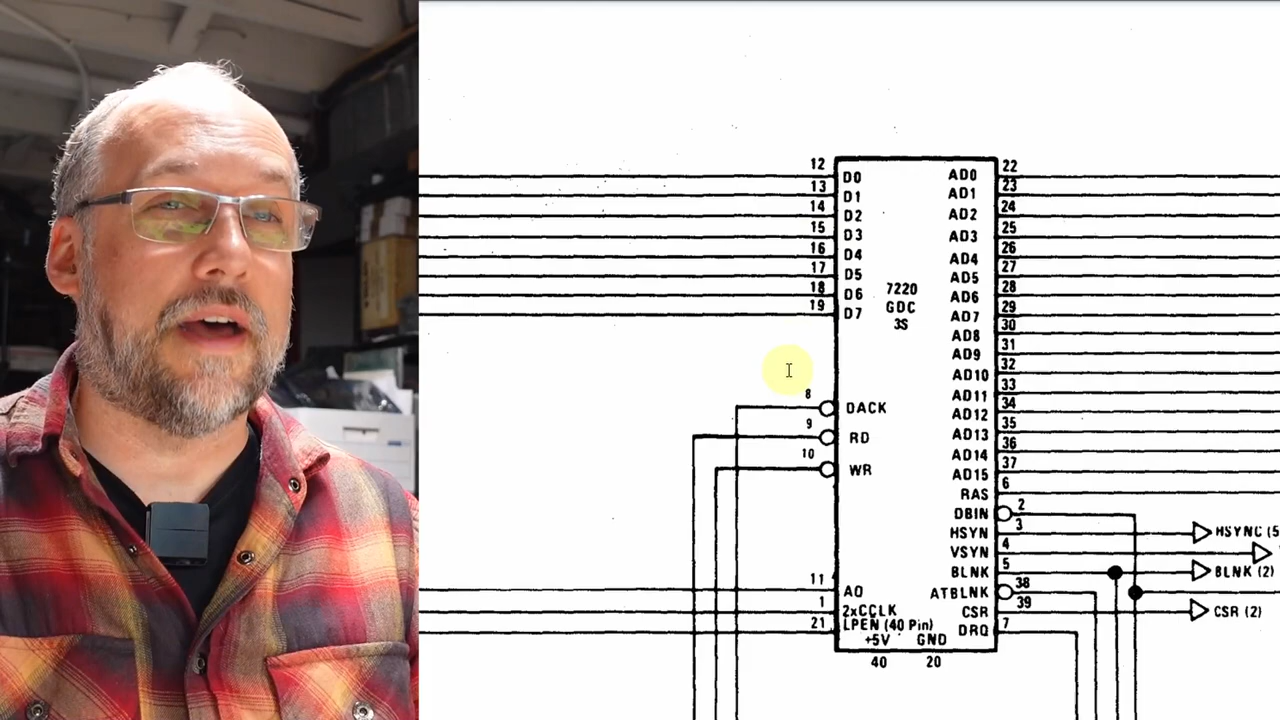 12 D0 AD0 22
13 D1 AD1 23
14 D2 AD2 24
15 D3 AD3 25
16 D4 AD4 26
17 D5 AD5 27
18 D6 7220 AD6 28
19 D7 GDC AD7 29
3S AD8 30
AD9 31
AD10 32
AD11 33
8 DACK AD12 34
9 RD AD13 35
AD14 36
10 WR AD15 37
RAS 6
DBIN 2
HSYN 3 HSYNC (5
VSYN 4
BLNK 5 BLNK (2)
11 A0 ATBLNK 38
1 2xCCLK CSR 39 CSR (2)
21 LPEN (40 Pin) DRQ 7
+5V GND
40 20